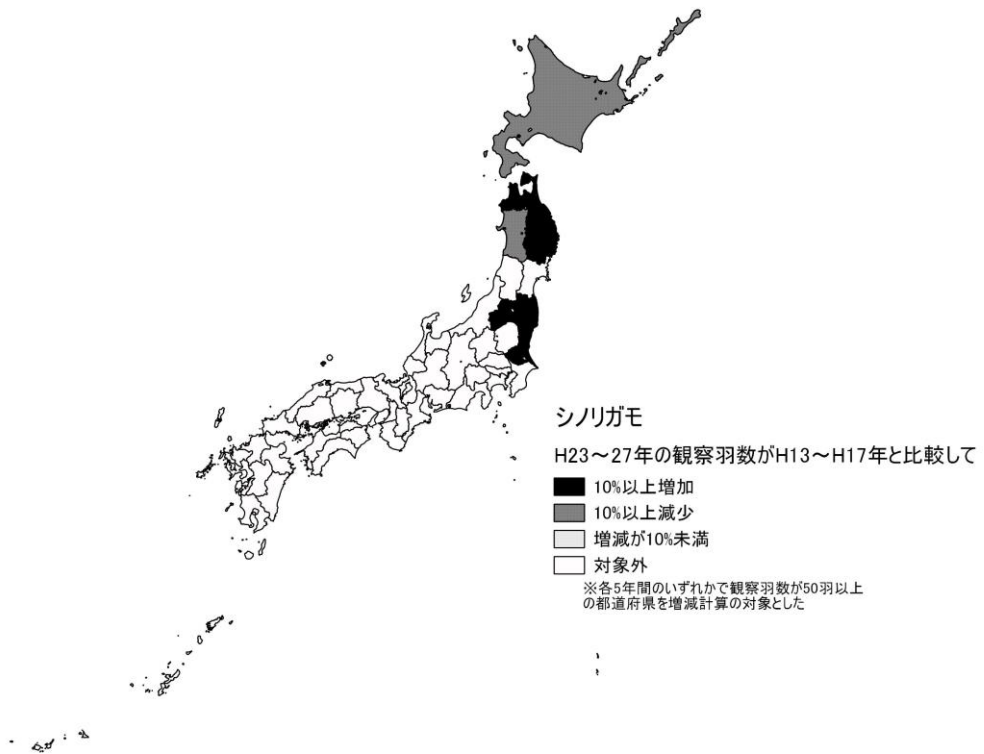 シノリガモ
H23～27年の観察羽数がH13～H17年と比較して
10%以上増加
10%以上減少
増減が10%未満
対象外
※各5年間のいずれかで観察羽数が50羽以上
の都道府県を増減計算の対象とした